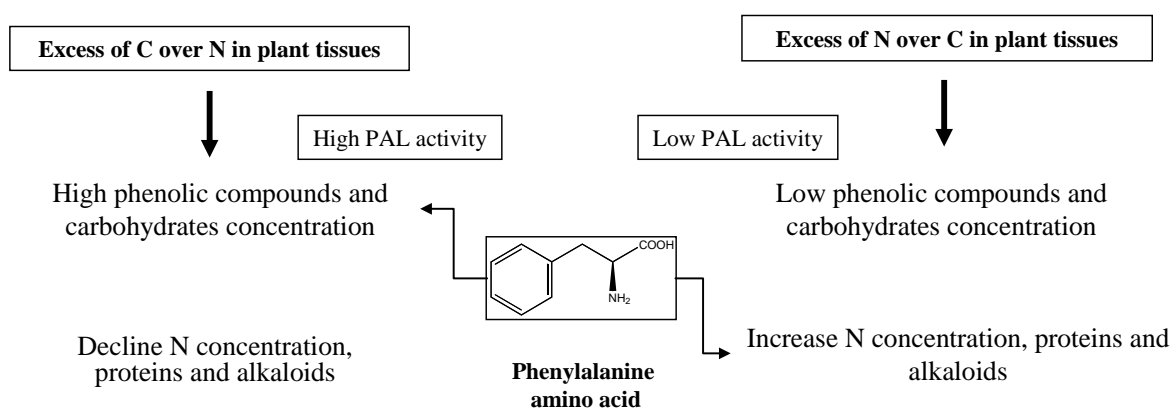 Excess of C over N in plant tissues
Excess of N over C in plant tissues
High PAL activity
Low PAL activity
High phenolic compounds and
carbohydrates concentration
Low phenolic compounds and
carbohydrates concentration
COOH
NH2
Decline N concentration,
proteins and alkaloids
Phenylalanine
amino acid
Increase N concentration, proteins and
alkaloids